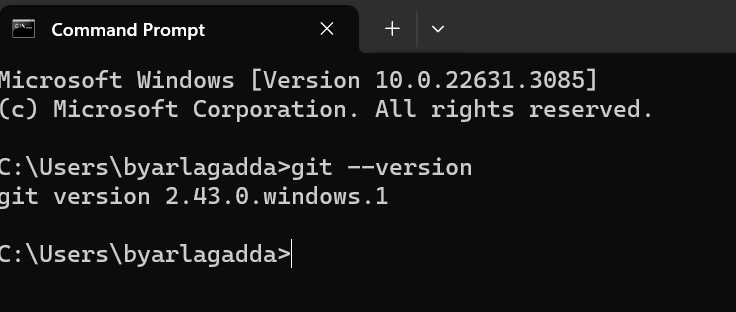 Command Prompt
Microsoft Windows [Version 10.0.22631.3085]
(c) Microsoft Corporation. All rights reserved.
C:\Users\byarlagadda>git --version
git version 2.43.0.windows.1
C:\Users\byarlagadda>